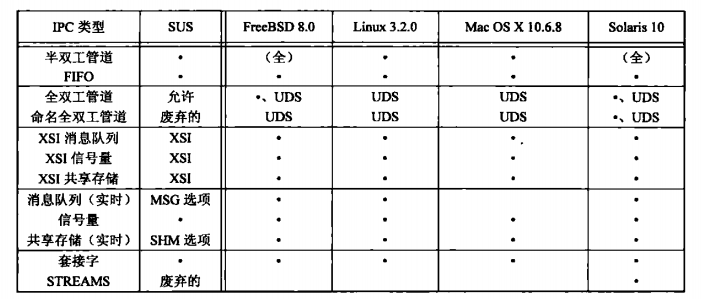 IPC 类型 SUS FreeBSD 8.0 Linux 3.2.0 Mac OS X 10.6.8 Solaris 10
半双工管道 • （全） • • （全）
FIFO • • • • •
全双工管道 允许 •、UDS UDS UDS •、UDS
命名全双工管道 废弃的 UDS UDS UDS •、UDS
XSI 消息队列 XSI • • • •
XSI 信号量 XSI • • • •
XSI 共享存储 XSI • • • •
消息队列（实时） MSG 选项 • • • •
信号量 • • • • •
共享存储（实时） SHM 选项 • • • •
套接字 • • • • •
STREAMS 废弃的 •